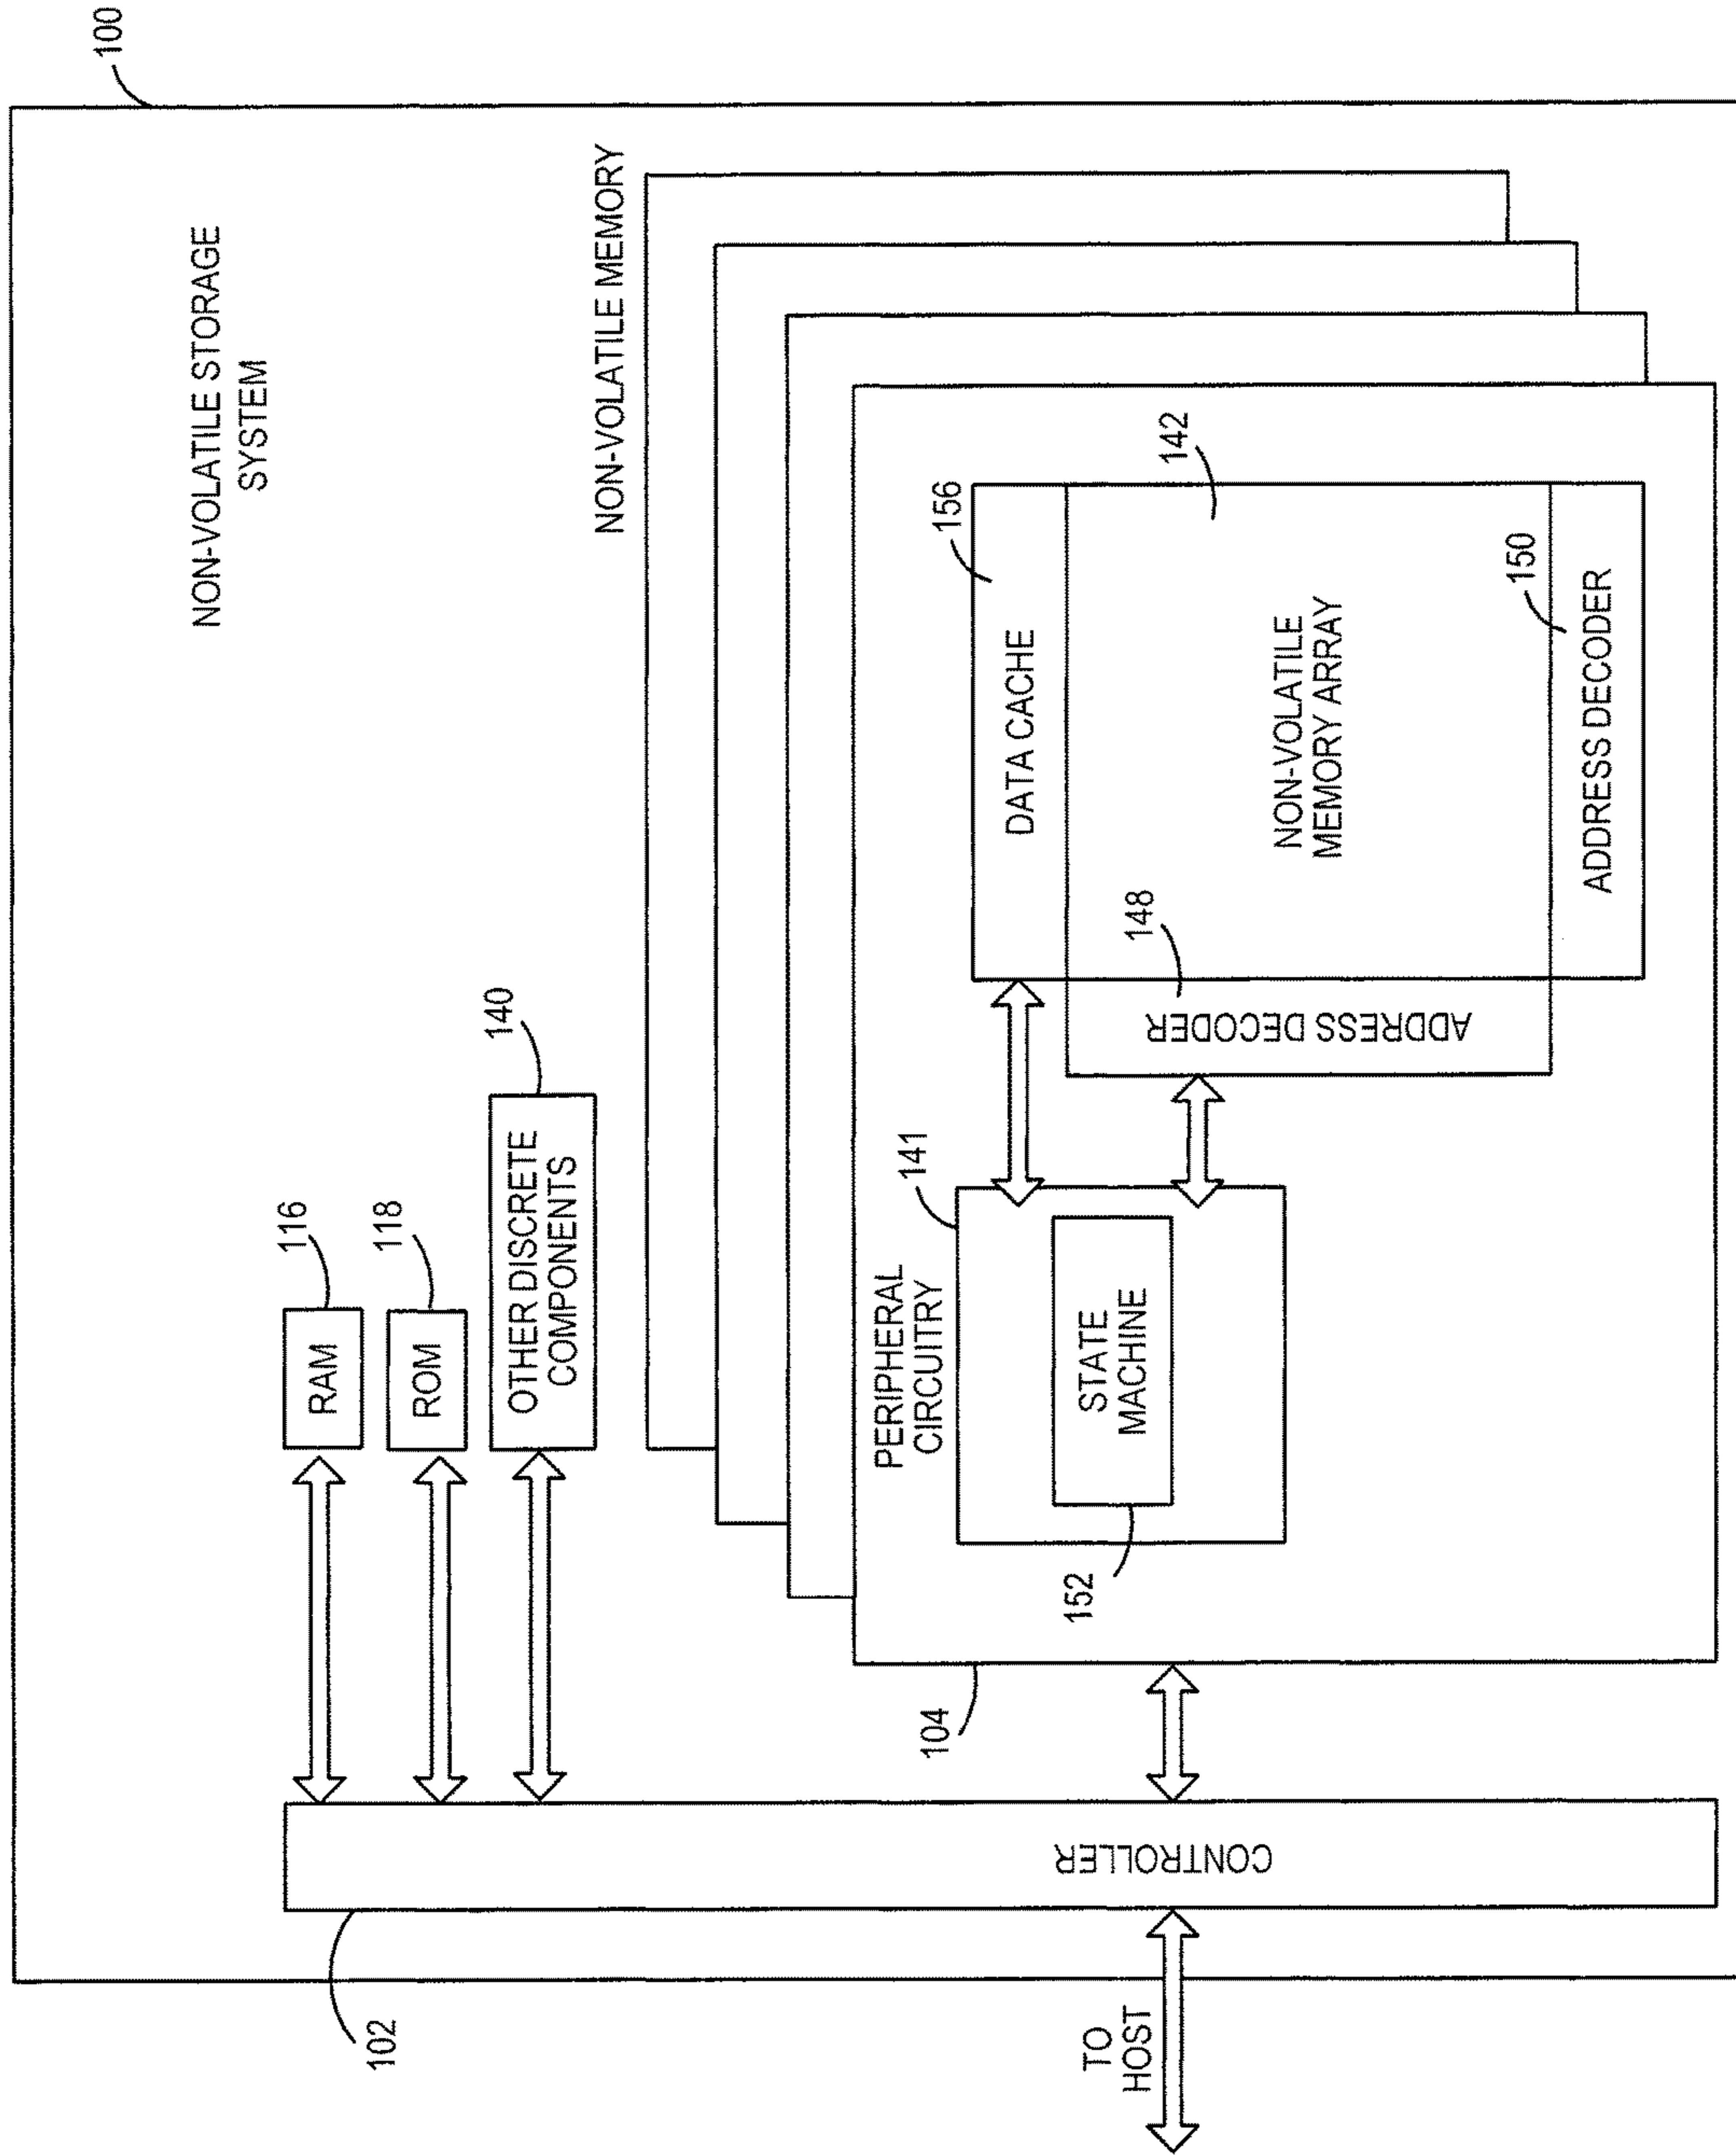 100
NON-VOLATILE STORAGE
SYSTEM
116
RAM
118
ROM
140
OTHER DISCRETE
COMPONENTS
NON-VOLATILE MEMORY
102
CONTROLLER
TO
HOST
104
PERIPHERAL
CIRCUITRY
141
STATE
MACHINE
152
156
DATA CACHE
148
ADDRESS DECODER
142
NON-VOLATILE
MEMORY ARRAY
150
ADDRESS DECODER